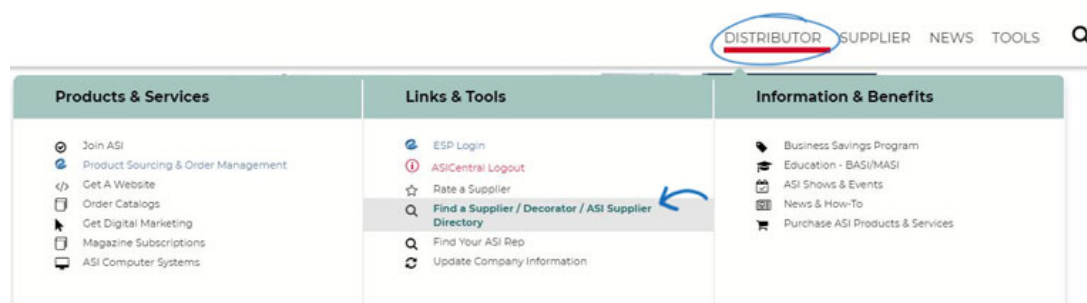 DISTRIBUTOR SUPPLIER NEWS TOOLS
Products & Services
Join ASI
Product Sourcing & Order Management
Get A Website
Order Catalogs
Get Digital Marketing
Magazine Subscriptions
ASI Computer Systems
Links & Tools
ESP Login
ASICentral Logout
Rate a Supplier
Find a Supplier / Decorator / ASI Supplier
Directory
Find Your ASI Rep
Update Company Information
Information & Benefits
Business Savings Program
Education - BASI/MASI
ASI Shows & Events
News & How-To
Purchase ASI Products & Services